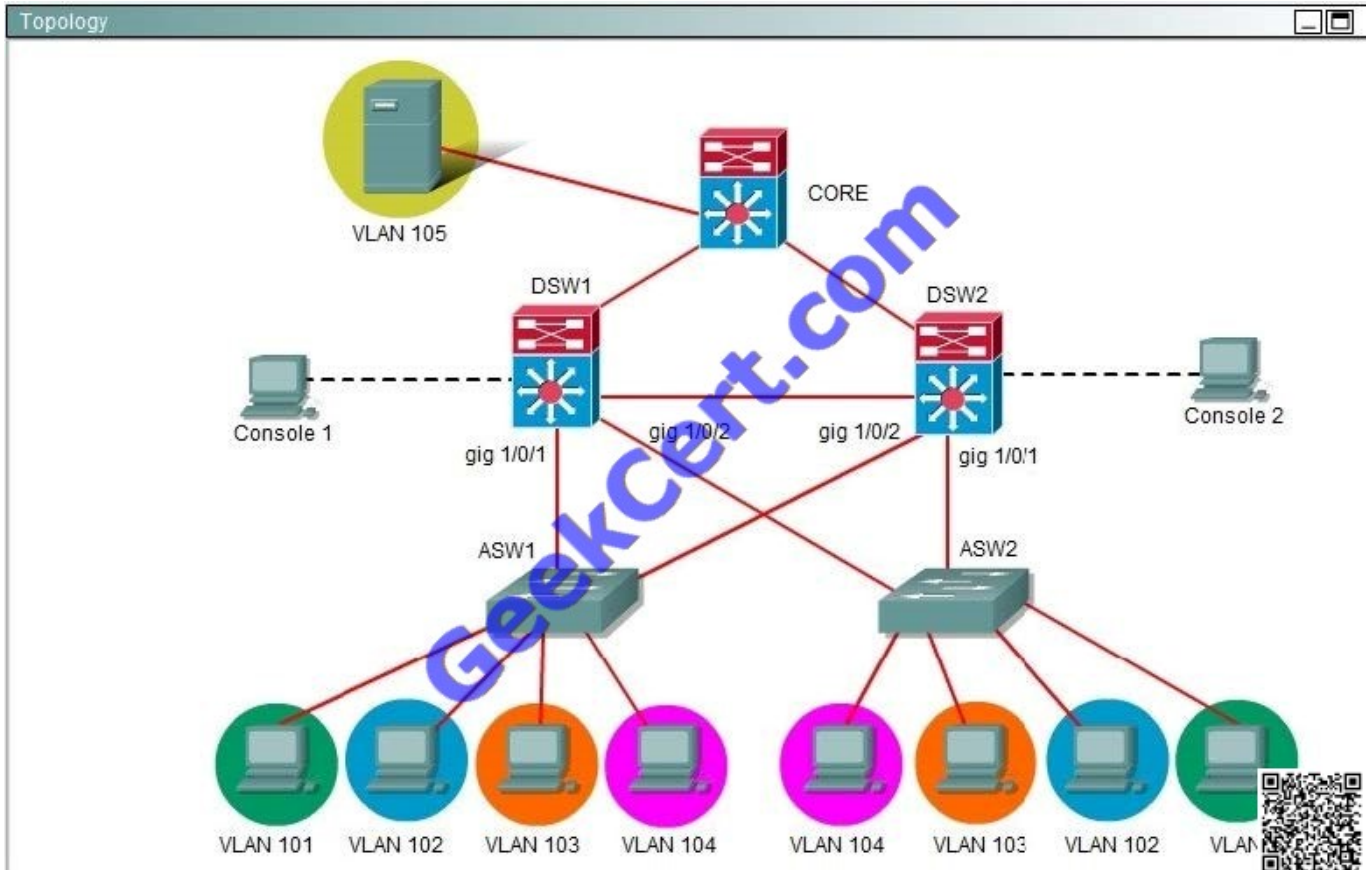 Topology
VLAN 105
CORE
DSW1
DSW2
Console 1
Console 2
gig 1/0/1
gig 1/0/2
gig 1/0/2
gig 1/0/1
ASW1
ASW2
GeekCert.com
VLAN 101
VLAN 102
VLAN 103
VLAN 104
VLAN 104
VLAN 103
VLAN 102
VLAN